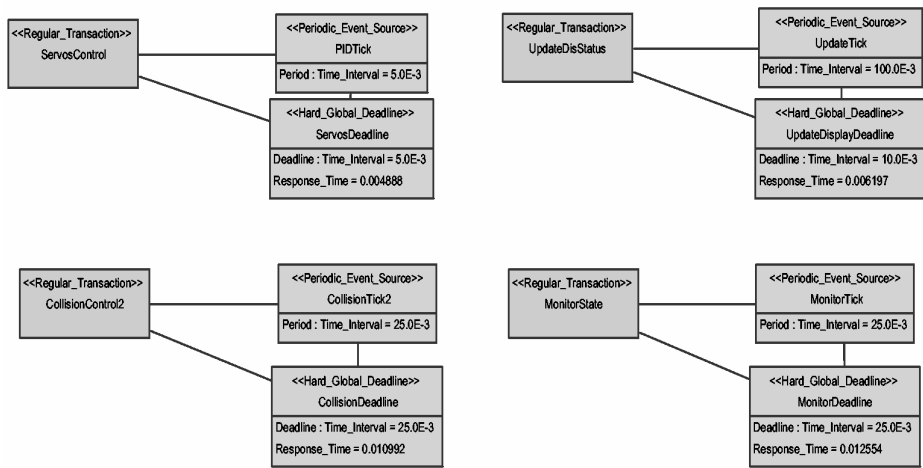 <<Regular_Transaction>>
ServosControl
<<Periodic_Event_Source>>
PIDTick
Period : Time_Interval = 5.0E-3
<<Hard_Global_Deadline>>
ServosDeadline
Deadline : Time_Interval = 5.0E-3
Response_Time = 0.004888
<<Regular_Transaction>>
UpdateDisStatus
<<Periodic_Event_Source>>
UpdateTick
Period : Time_Interval = 100.0E-3
<<Hard_Global_Deadline>>
UpdateDisplayDeadline
Deadline : Time_Interval = 10.0E-3
Response_Time = 0.006197
<<Regular_Transaction>>
CollisionControl2
<<Periodic_Event_Source>>
CollisionTick2
Period : Time_Interval = 25.0E-3
<<Hard_Global_Deadline>>
CollisionDeadline
Deadline : Time_Interval = 25.0E-3
Response_Time = 0.010992
<<Regular_Transaction>>
MonitorState
<<Periodic_Event_Source>>
MonitorTick
Period : Time_Interval = 25.0E-3
<<Hard_Global_Deadline>>
MonitorDeadline
Deadline : Time_Interval = 25.0E-3
Response_Time = 0.012554